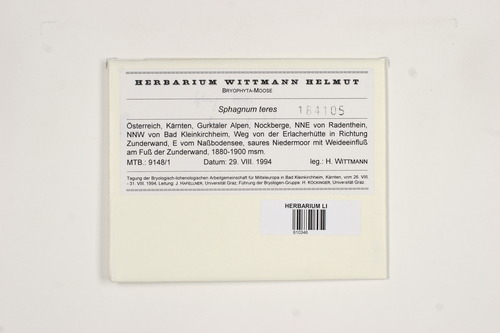 HERBARIUM WITTMANN HELMUT
BRYOPHYTA-MOOSE
Sphagnum teres 184105
Österreich, Kärnten, Gurktaler Alpen, Nockberge, NNE von Radenthein,
NNW von Bad Kleinkirchheim, Weg von der Erlacherhütte in Richtung
Zunderwand, E vom Naßbodensee, saures Niedermoor mit Weideeinfluß
am Fuß der Zunderwand, 1880-1900 msm.
MTB.: 9148/1 Datum: 29. VIII. 1994 leg.: H. WITTMANN
Tagung der Bryologisch-lichenologischen Arbeitsgemeinschaft für Mitteleuropa in Bad Kleinkirchheim, Kärnten, vom 26. VIII
- 31. VIII. 1994, Leitung: J. HAFELLNER, Universität Graz, Führung der Bryologen-Gruppe: H. KÖCKINGER, Universität Graz.
HERBARIUM LI
610346